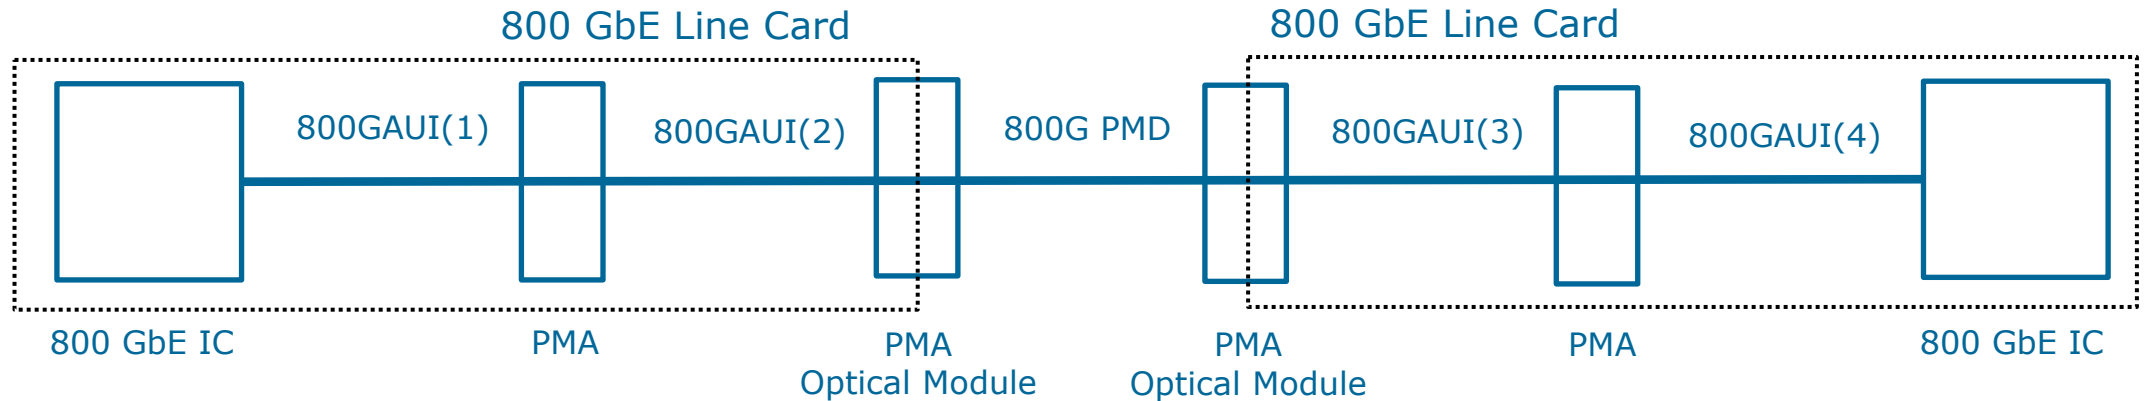 800 GbE Line Card
800 GbE Line Card
800GAUI(1)
800GAUI(2)
800G PMD
800GAUI(3)
800GAUI(4)
800 GbE IC
PMA
PMA
Optical Module
PMA
Optical Module
PMA
800 GbE IC